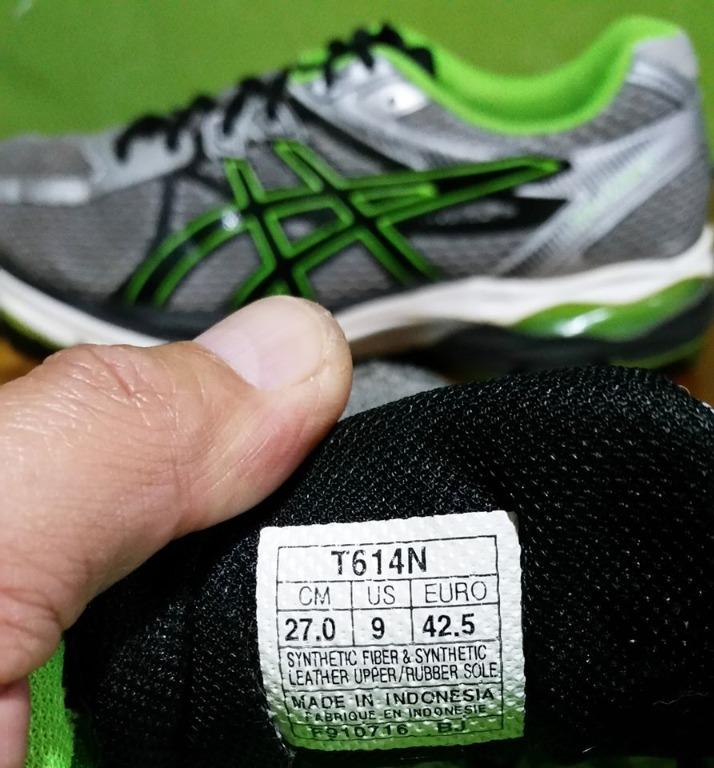 T614N
CM US EURO
27.0 9 42.5
SYNTHETIC FIBER & SYNTHETIC
LEATHER UPPER/RUBBER SOLE
MADE IN INDONESIA
FABRIQUE EN INDONESIE
F910716 BJ